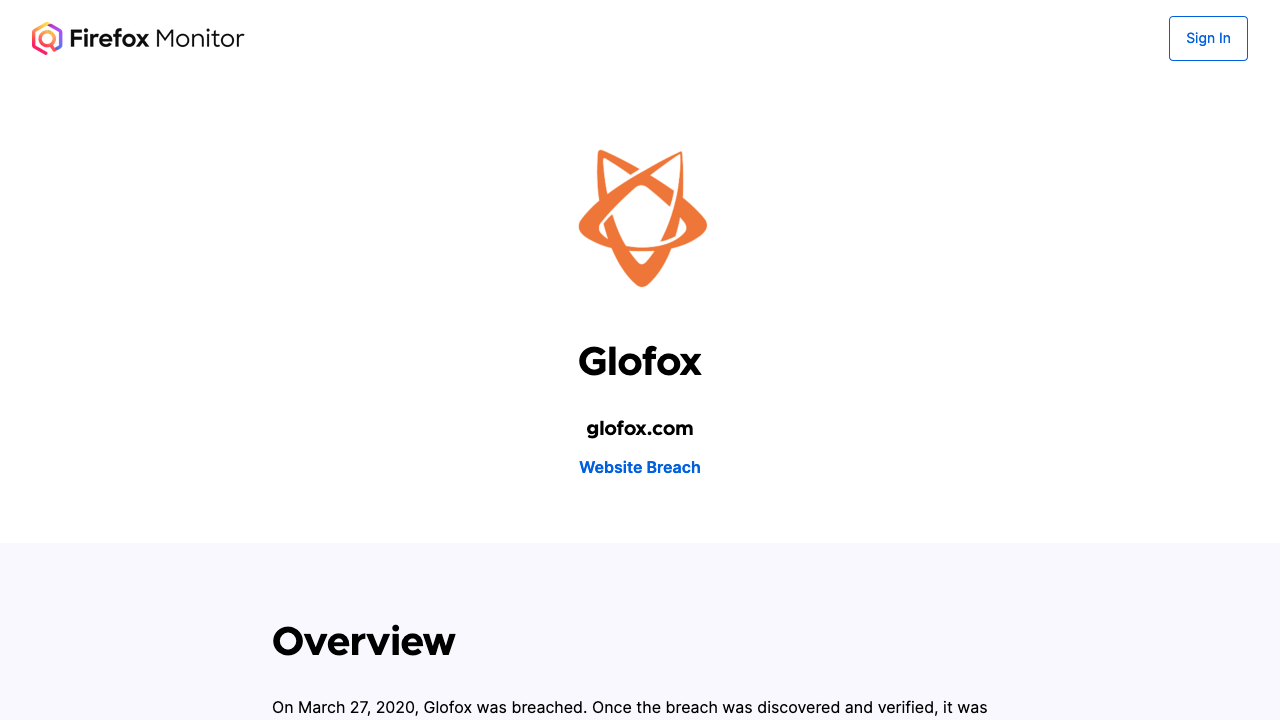 Firefox Monitor
Sign In
Glofox
glofox.com
Website Breach
Overview
On March 27, 2020, Glofox was breached. Once the breach was discovered and verified, it was